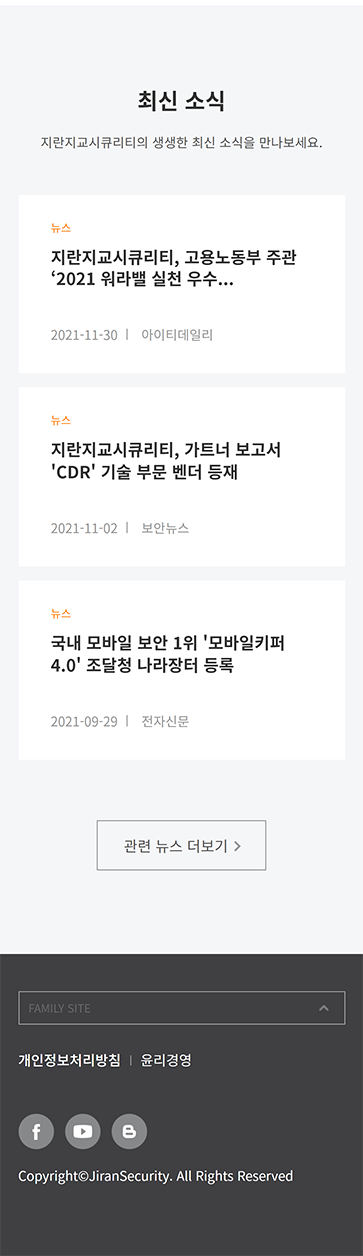 최신 소식
지란지교시큐리티의 생생한 최신 소식을 만나보세요.
뉴스
지란지교시큐리티, 고용노동부 주관
‘2021 워라밸 실천 우수...
2021-11-30 | 아이티데일리
뉴스
지란지교시큐리티, 가트너 보고서
'CDR' 기술 부문 벤더 등재
2021-11-02 | 보안뉴스
뉴스
국내 모바일 보안 1위 '모바일키퍼
4.0' 조달청 나라장터 등록
2021-09-29 | 전자신문
관련 뉴스 더보기 >
FAMILY SITE
개인정보처리방침 | 윤리경영
Copyright©JiranSecurity. All Rights Reserved